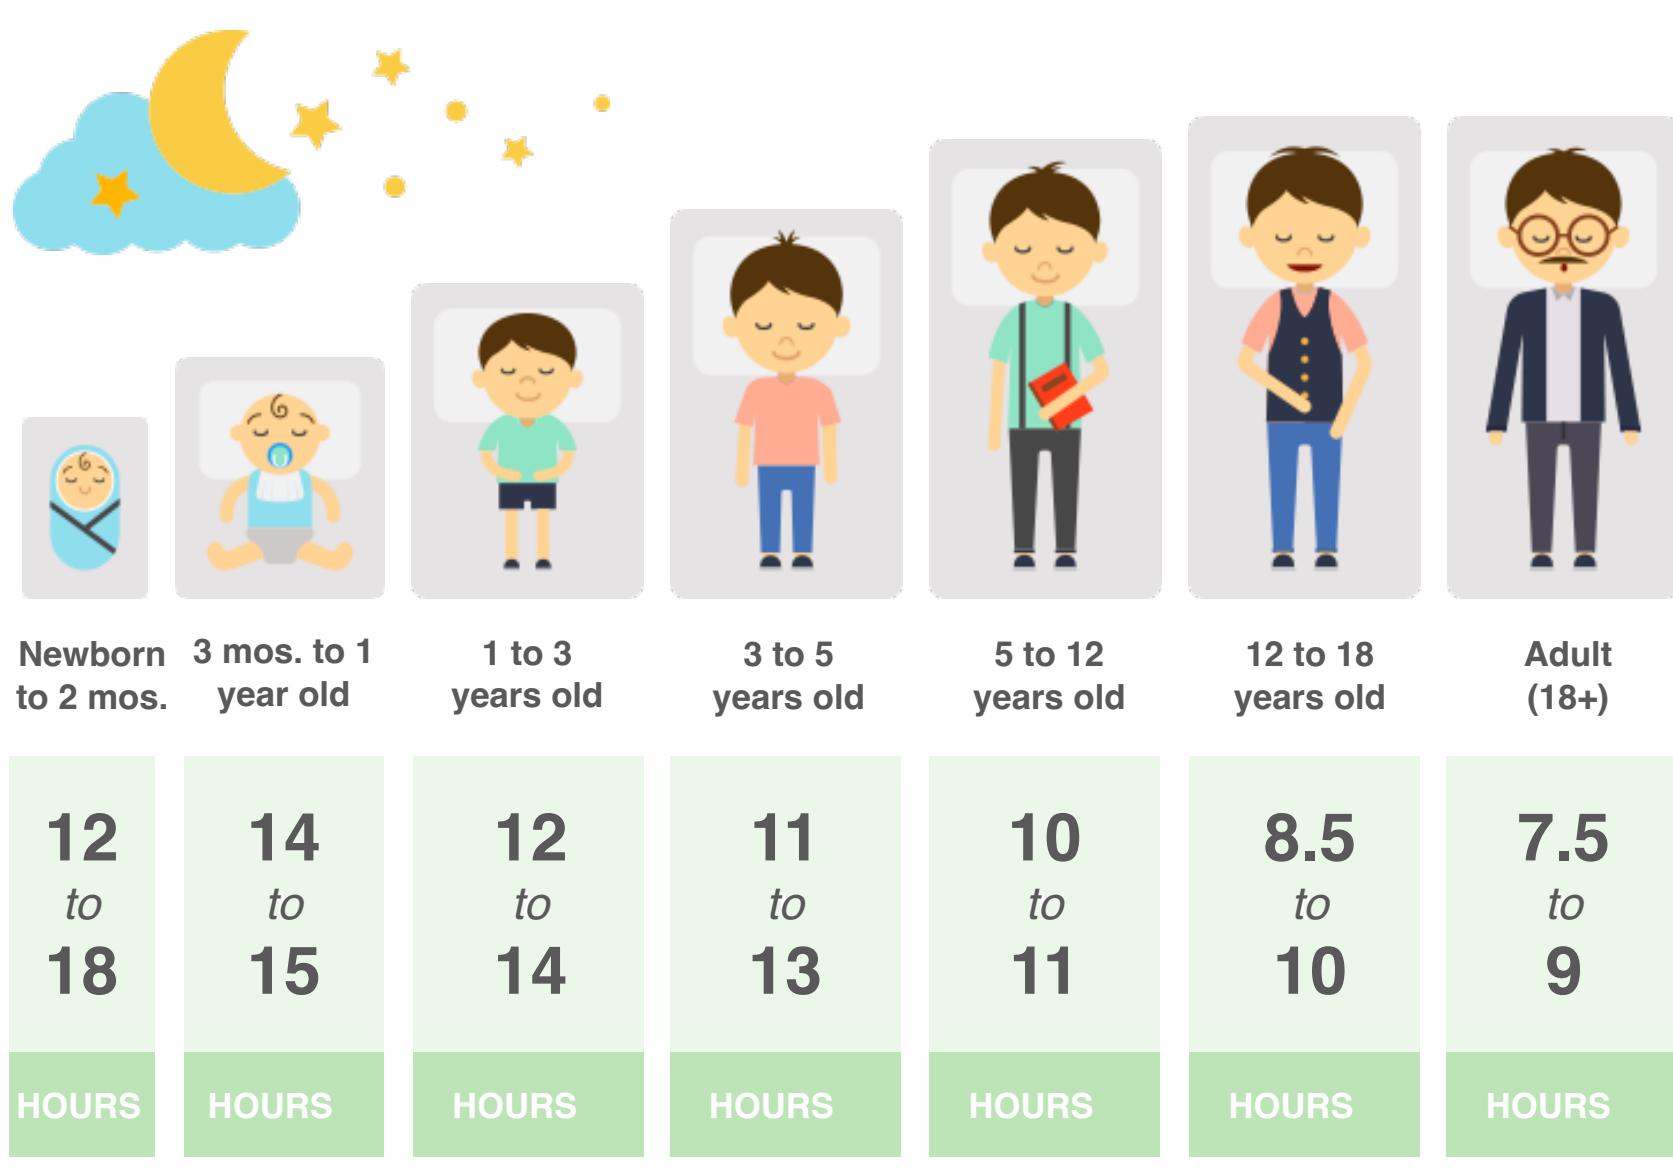 Newborn
to 2 mos.
3 mos. to 1
year old
1 to 3
years old
3 to 5
years old
5 to 12
years old
12 to 18
years old
Adult
(18+)
12
to
18
14
to
15
12
to
14
11
to
13
10
to
11
8.5
to
10
7.5
to
9
HOURS
HOURS
HOURS
HOURS
HOURS
HOURS
HOURS